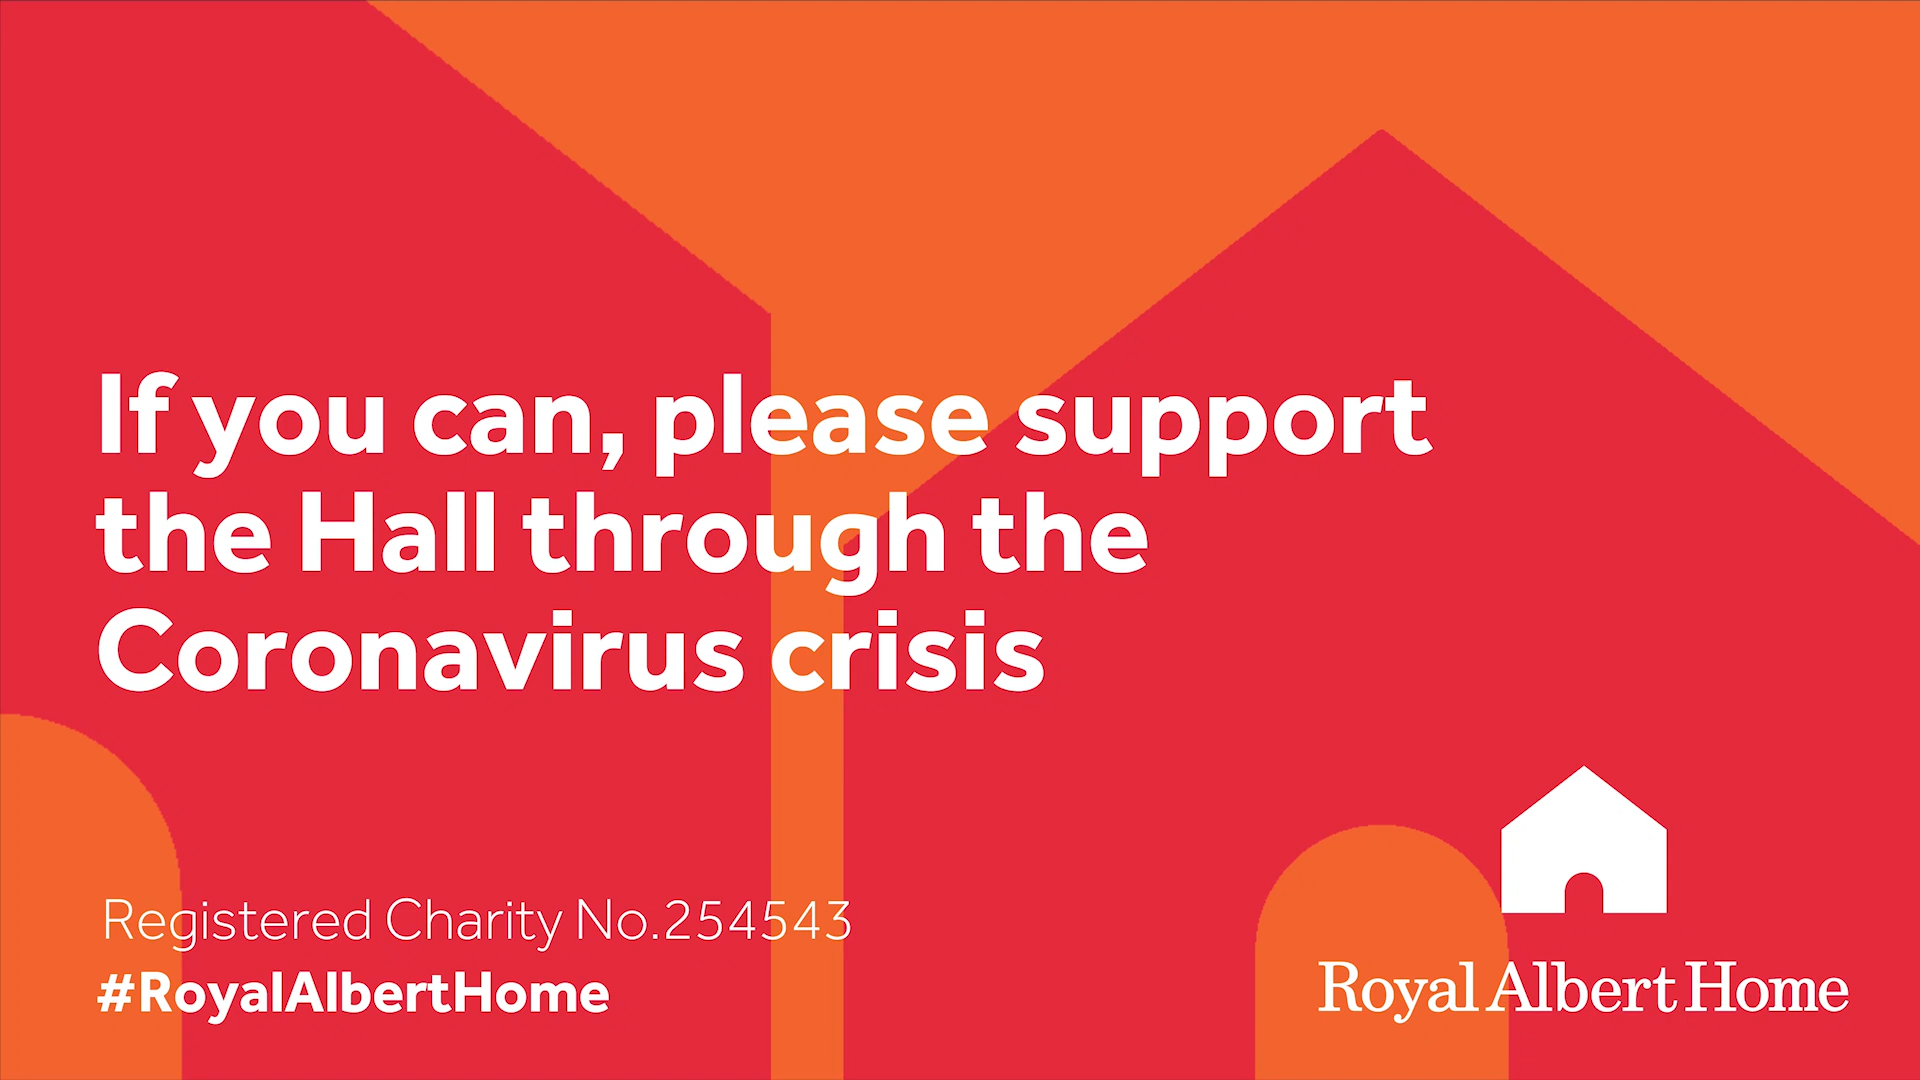 If you can, please support
the Hall through the
Coronavirus crisis
Registered Charity No.254543
#RoyalAlbertHome
Royal Albert Home